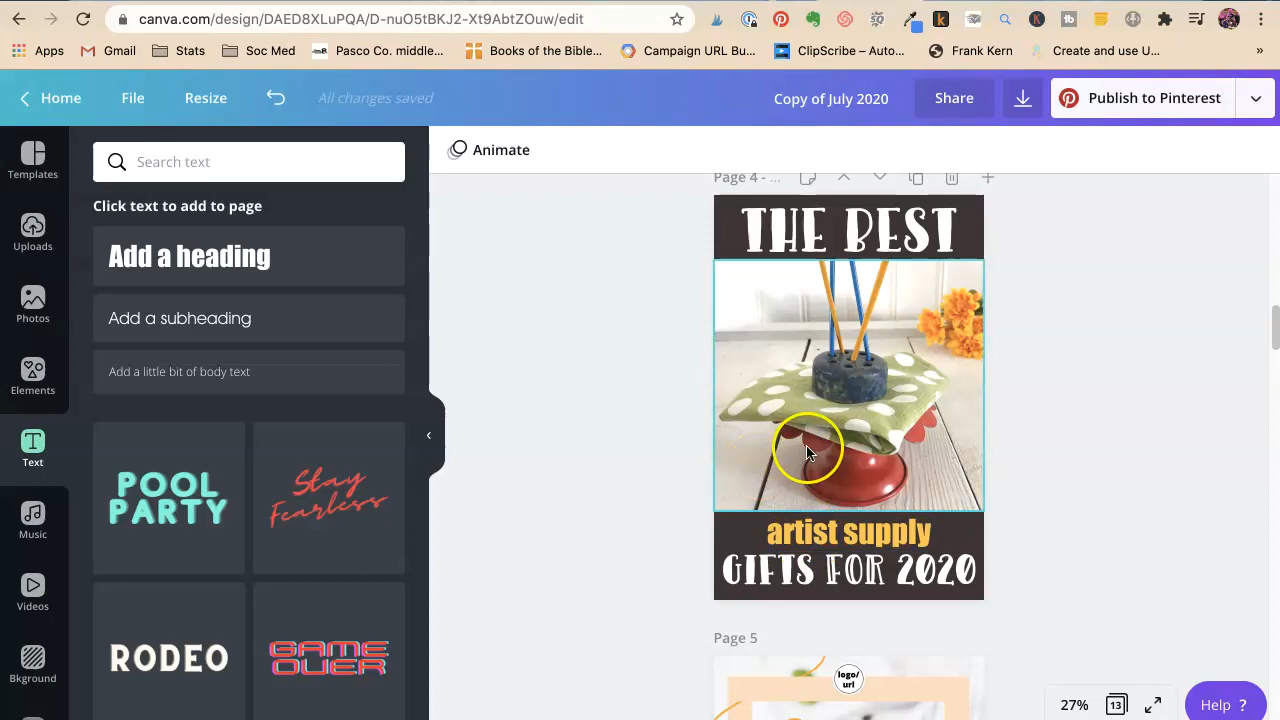 canva.com/design/DAED8XLuPQA/D-nuO5tBKJ2-Xt9AbtZOuw/edit
Apps Gmail Stats Soc Med Pasco Co. middle... Books of the Bible... Campaign URL Bu... ClipScribe – Auto... Frank Kern Create and use U... »
Home File Resize All changes saved Copy of July 2020 Share Publish to Pinterest
Templates
Uploads
Photos
Elements
Text
Music
Videos
Bkground
Search text
Click text to add to page
Add a heading
Add a subheading
Add a little bit of body text
POOL
PARTY
Stay
Fearless
RODEO
GAME
OVER
Animate
Page 4 - ...
THE BEST
artist supply
GIFTS FOR 2020
Page 5
logo/
url
27% 13 Help ?